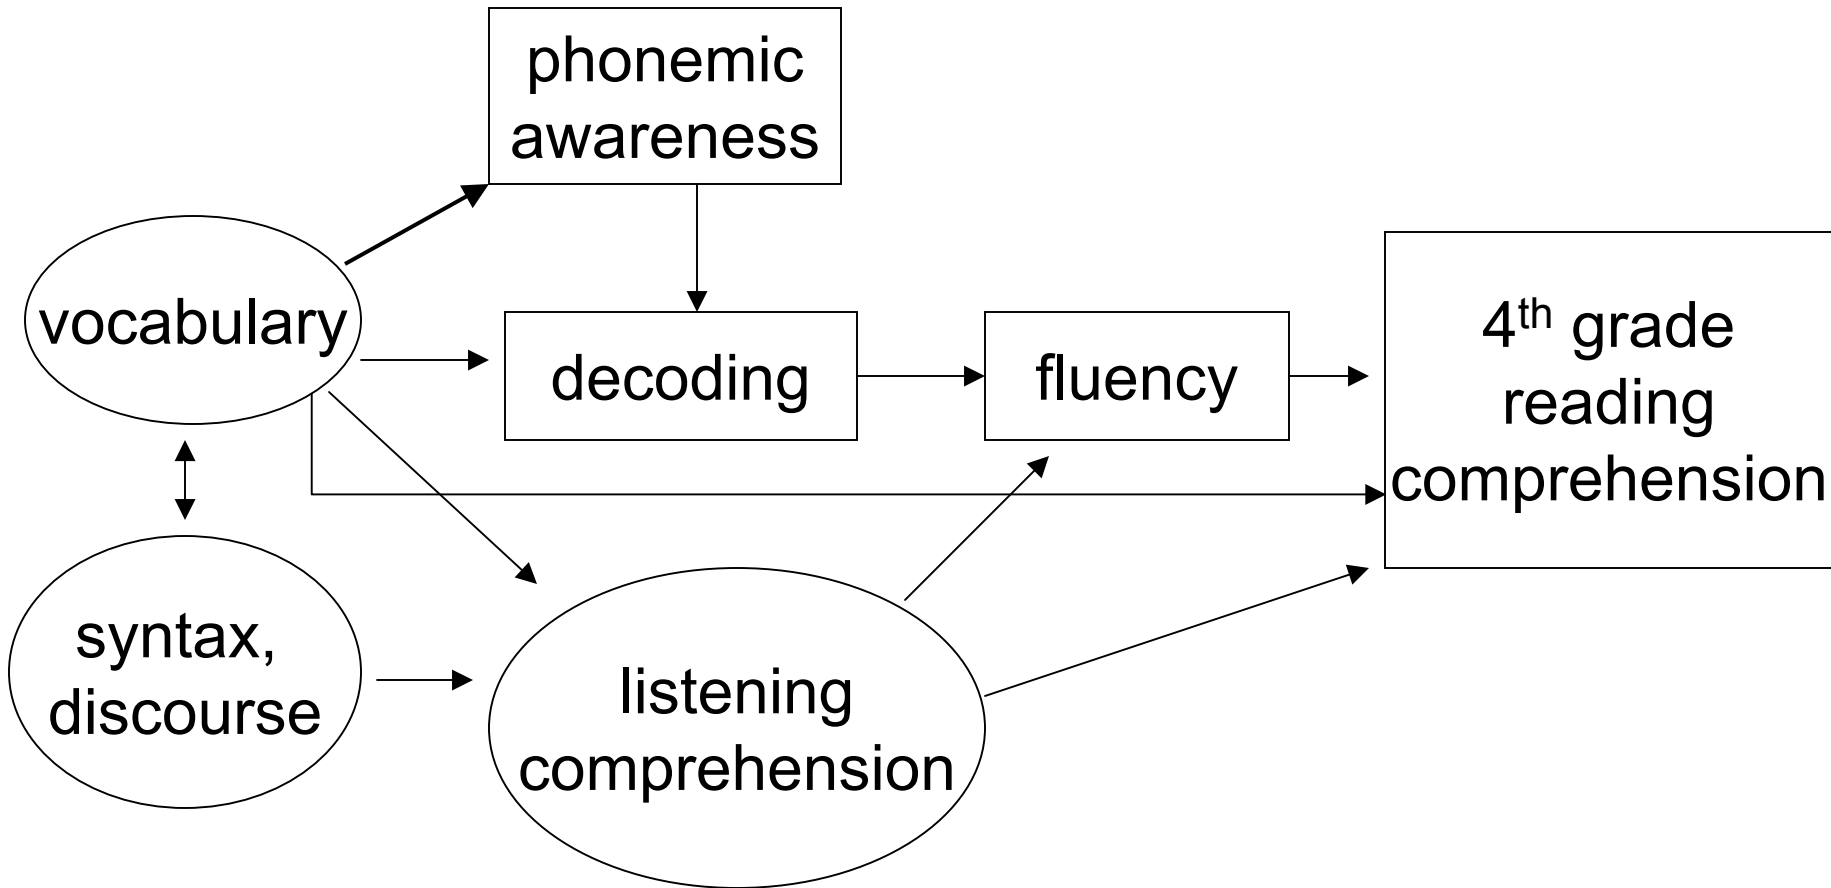 phonemic
awareness
vocabulary
decoding
fluency
4th grade
reading
comprehension
syntax,
discourse
listening
comprehension